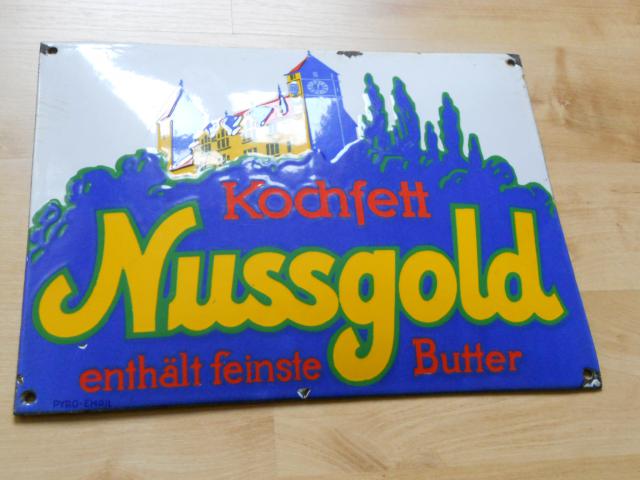 Kochfett
Nussgold
enthält feinste Butter
PYRO-EMAIL